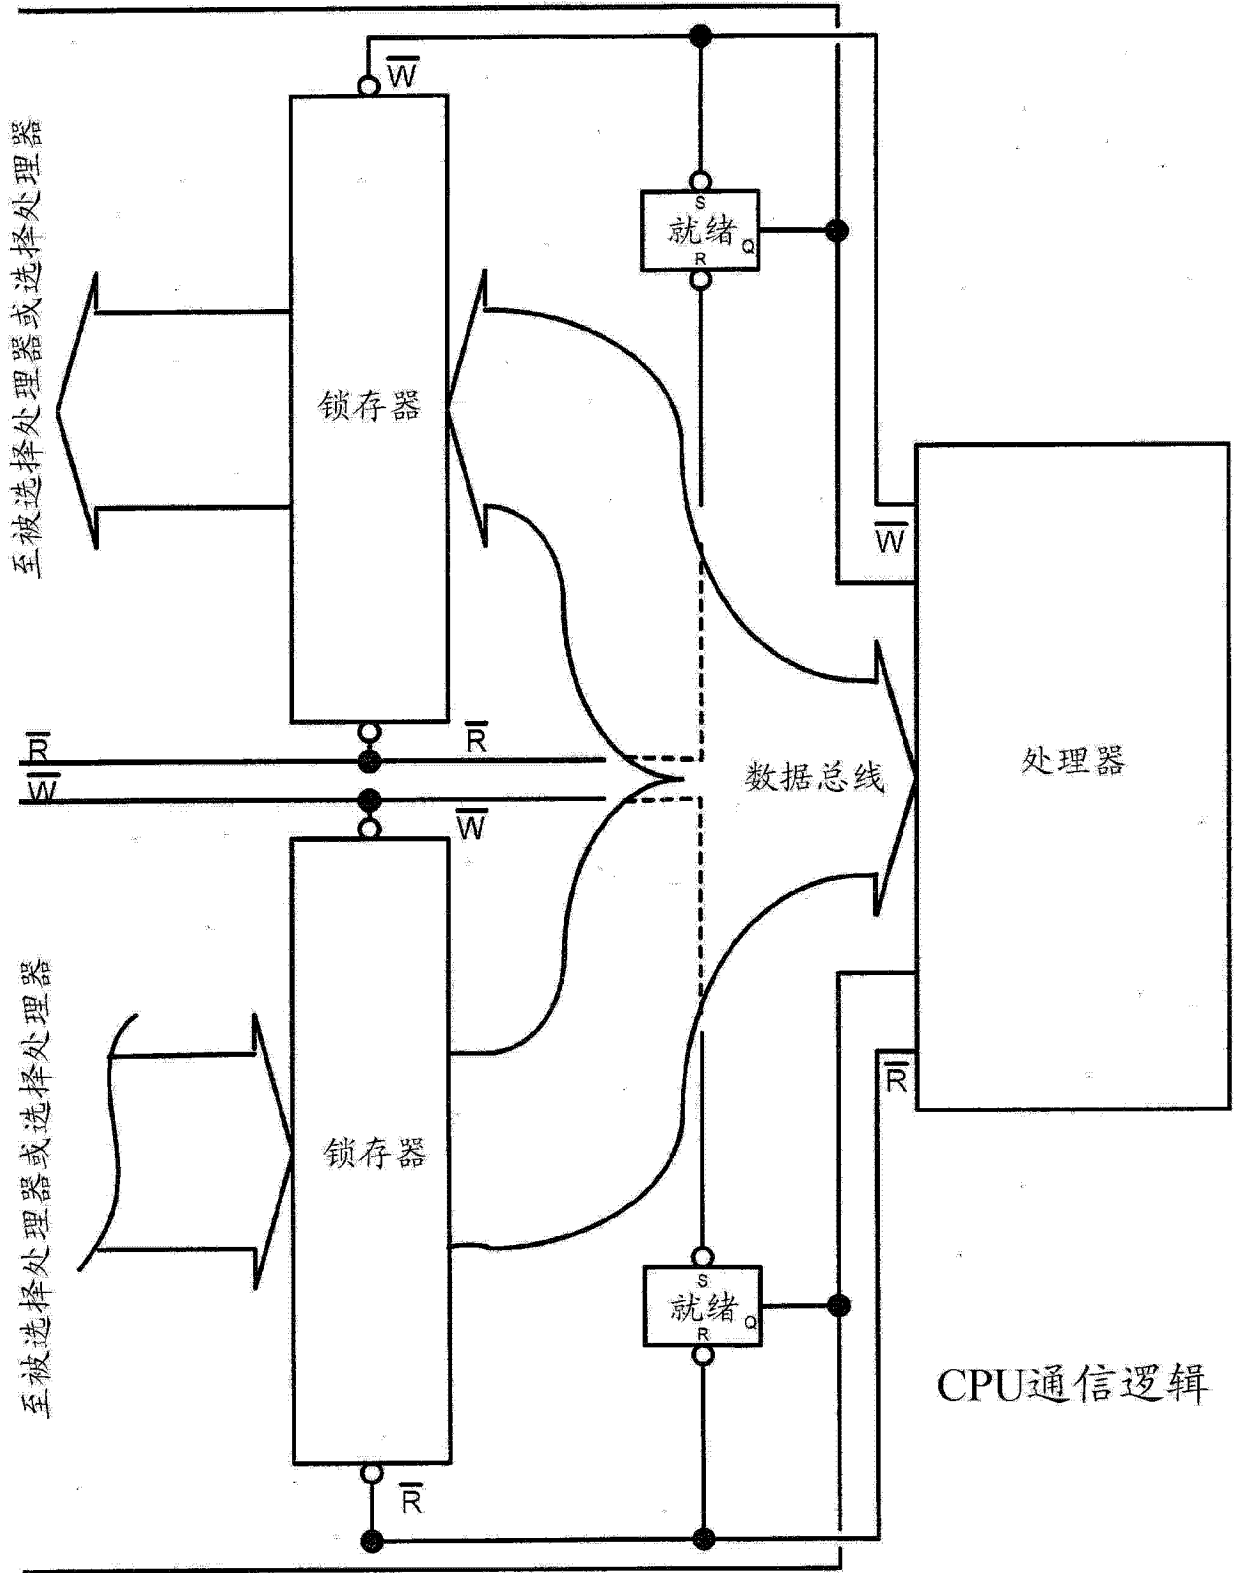 W̅
至被选择处理器或选择处理器
S
就绪
Q
R
锁存器
W̅
R̅
R̅
W̅
W̅
数据总线
处理器
至被选择处理器或选择处理器
R̅
锁存器
S
就绪
Q
R
CPU通信逻辑
R̅